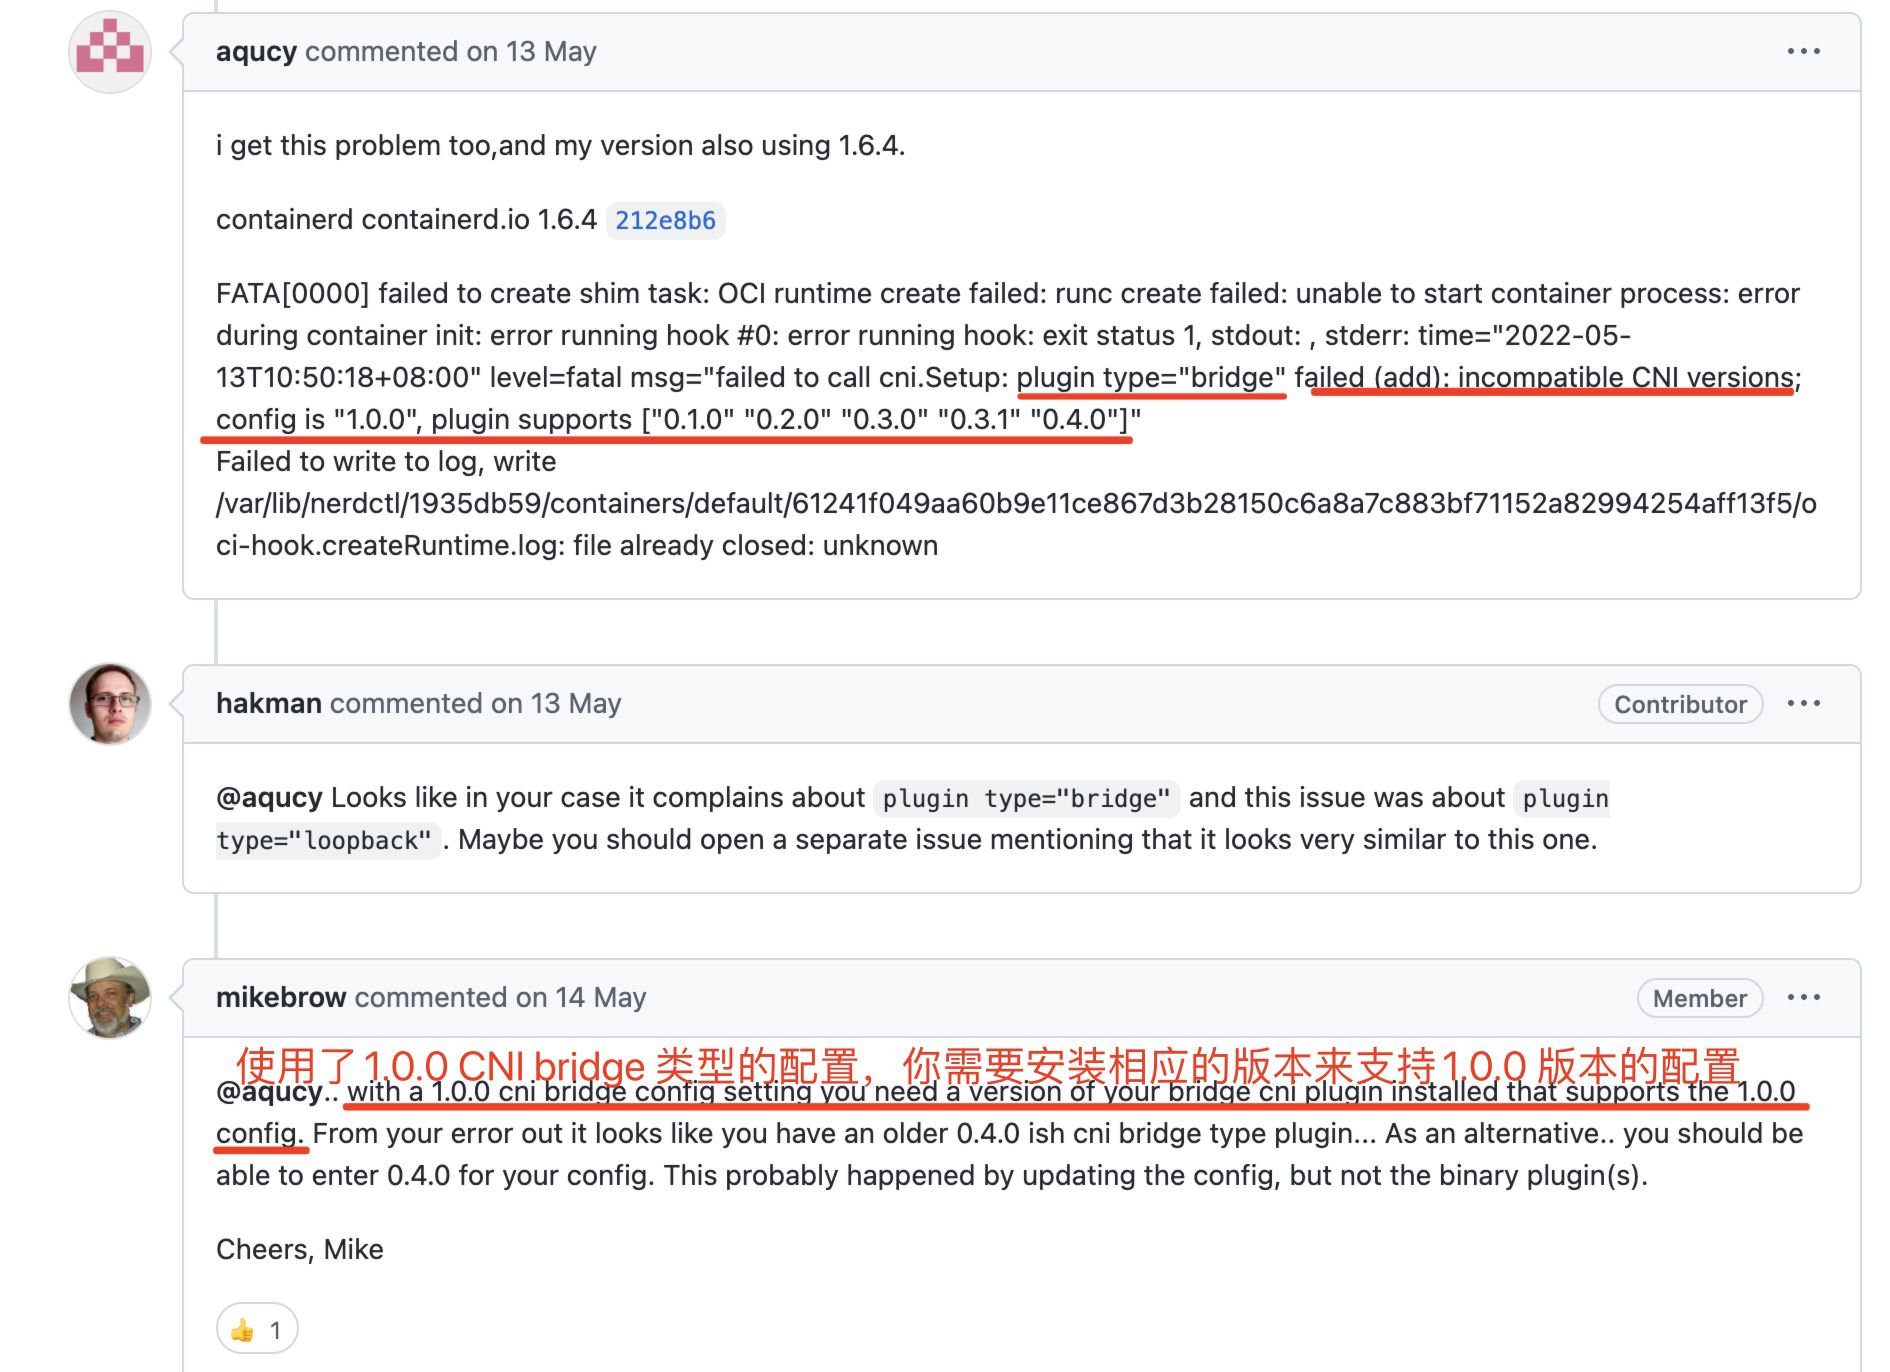 aqucy commented on 13 May
i get this problem too,and my version also using 1.6.4.
containerd containerd.io 1.6.4 212e8b6
FATA[0000] failed to create shim task: OCI runtime create failed: runc create failed: unable to start container process: error
during container init: error running hook #0: error running hook: exit status 1, stdout: , stderr: time="2022-05-
13T10:50:18+08:00" level=fatal msg="failed to call cni.Setup: plugin type="bridge" failed (add): incompatible CNI versions;
config is "1.0.0", plugin supports ["0.1.0" "0.2.0" "0.3.0" "0.3.1" "0.4.0"]"
Failed to write to log, write
/var/lib/nerdctl/1935db59/containers/default/61241f049aa60b9e11ce867d3b28150c6a8a7c883bf71152a82994254aff13f5/o
ci-hook.createRuntime.log: file already closed: unknown
hakman commented on 13 May Contributor
@aqucy Looks like in your case it complains about plugin type="bridge" and this issue was about plugin
type="loopback". Maybe you should open a separate issue mentioning that it looks very similar to this one.
mikebrow commented on 14 May Member
使用了1.0.0 CNI bridge 类型的配置，你需要安装相应的版本来支持1.0.0 版本的配置
@aqucy.. with a 1.0.0 cni bridge config setting you need a version of your bridge cni plugin installed that supports the 1.0.0
config. From your error out it looks like you have an older 0.4.0 ish cni bridge type plugin... As an alternative.. you should be
able to enter 0.4.0 for your config. This probably happened by updating the config, but not the binary plugin(s).
Cheers, Mike
👍 1